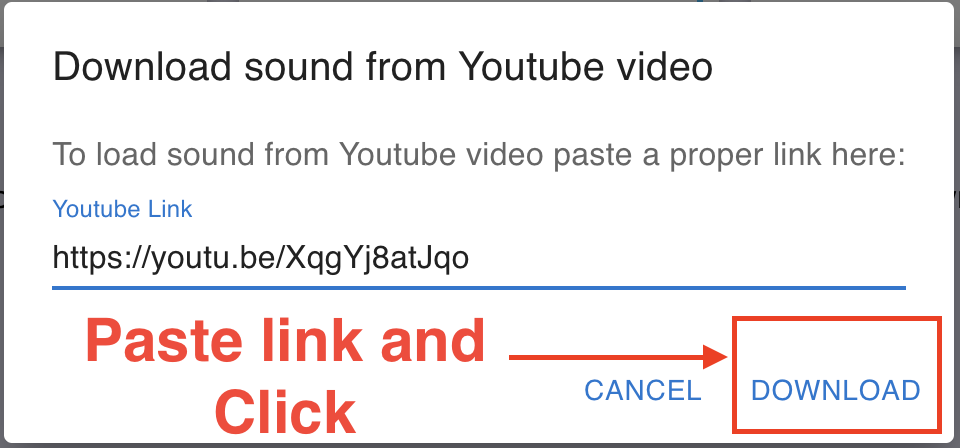 Download sound from Youtube video
To load sound from Youtube video paste a proper link here:
Youtube Link
https://youtu.be/XqgYj8atJqo
Paste link and
Click
CANCEL DOWNLOAD